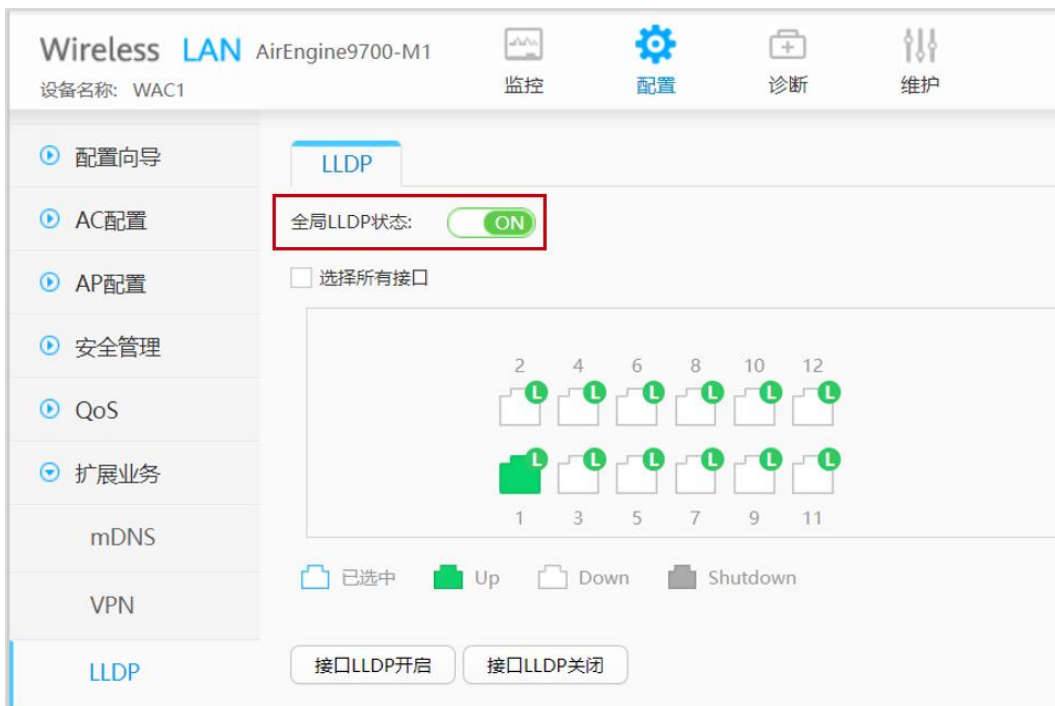 Wireless LAN AirEngine9700-M1
设备名称: WAC1
监控
配置
诊断
维护
配置向导
AC配置
AP配置
安全管理
QoS
扩展业务
mDNS
VPN
LLDP
LLDP
全局LLDP状态: ON
选择所有接口
2 4 6 8 10 12
L L L L L L
L L L L L L
1 3 5 7 9 11
已选中 Up Down Shutdown
接口LLDP开启 接口LLDP关闭